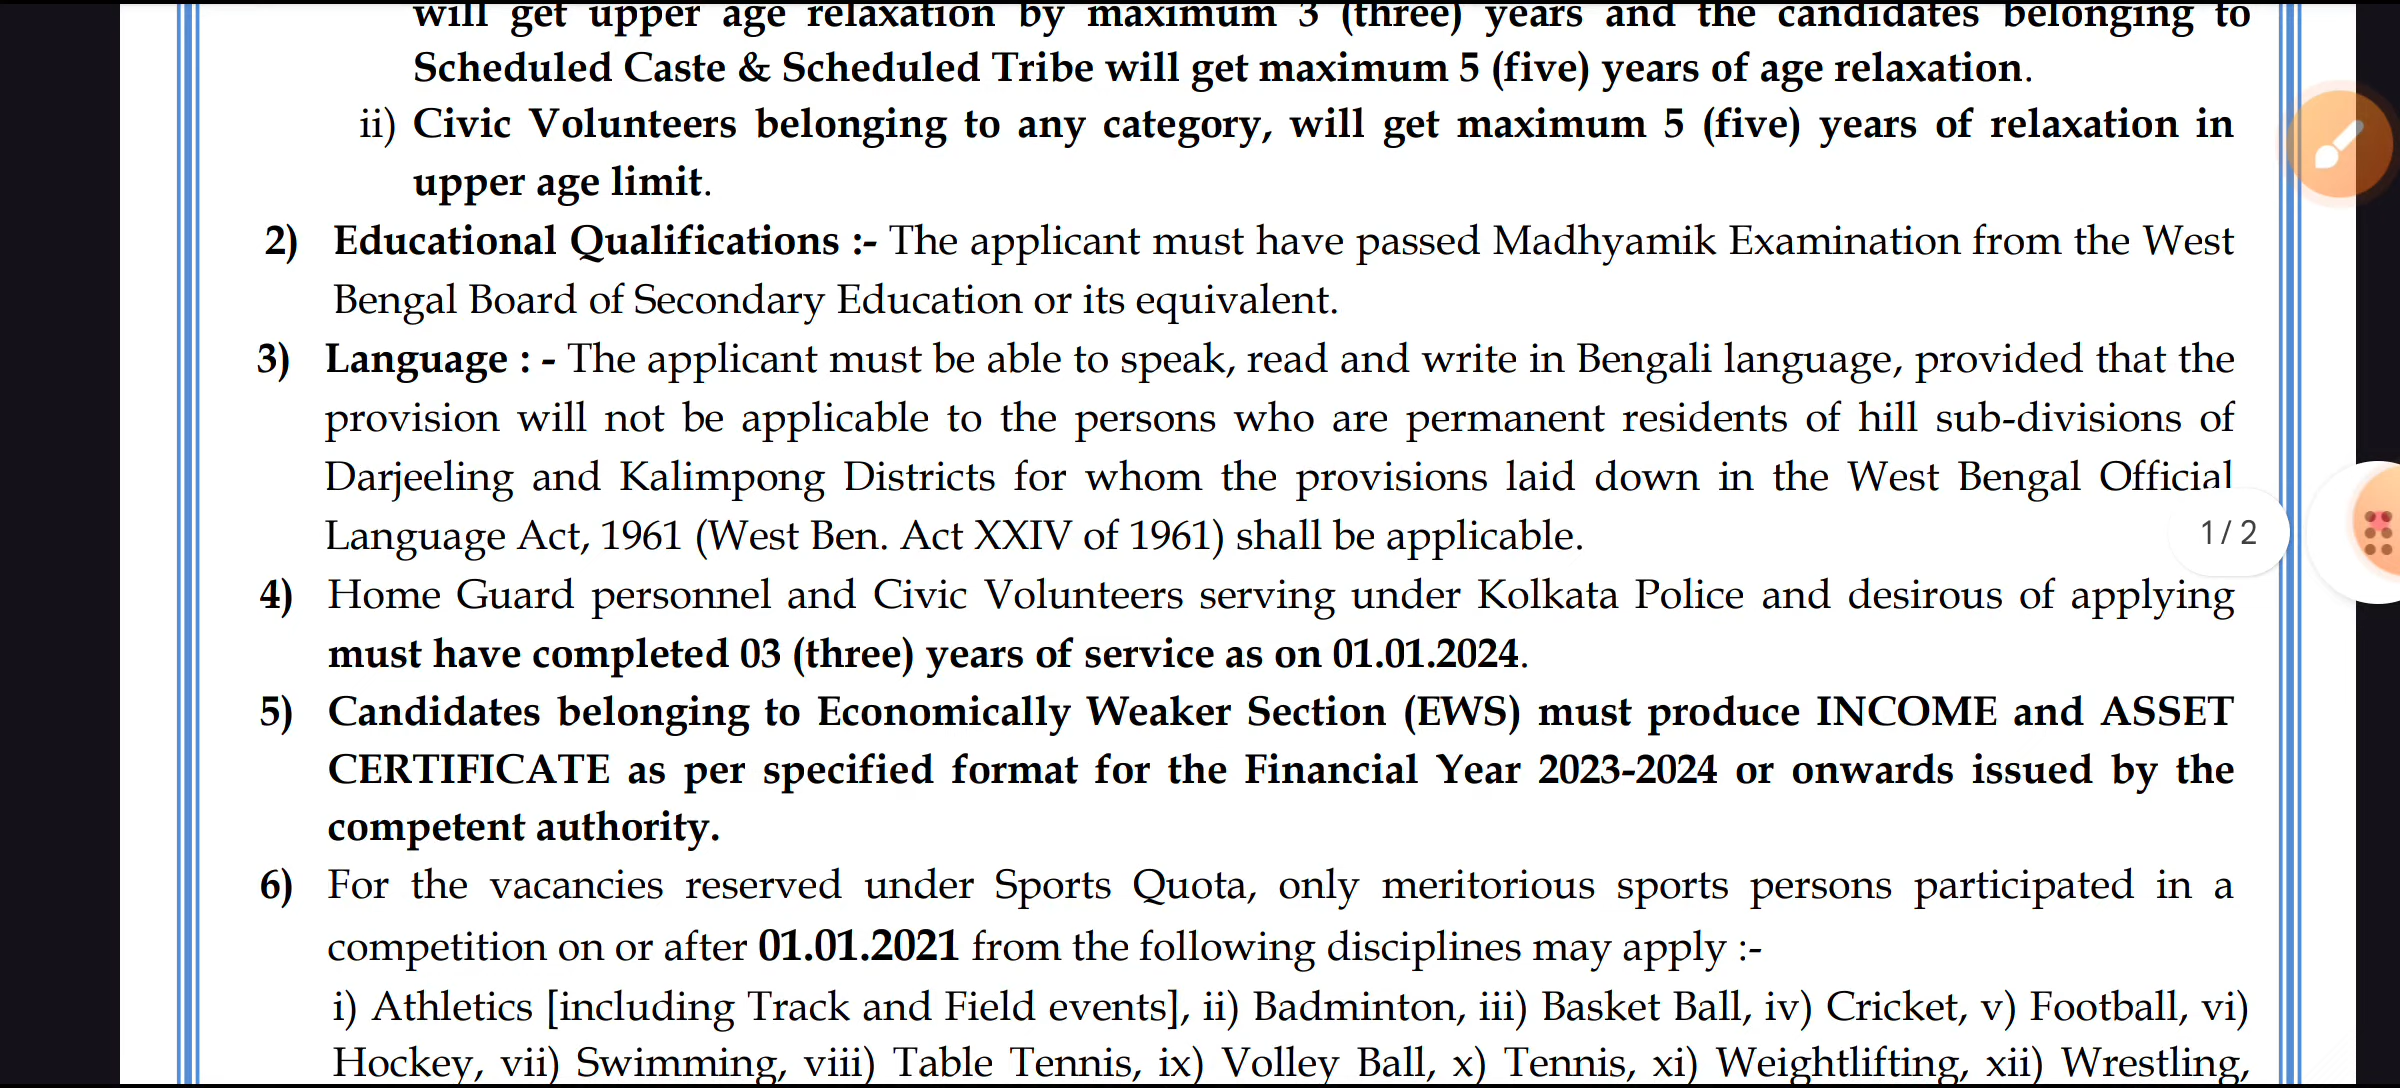 will get upper age relaxation by maximum 3 (three) years and the candidates belonging to
Scheduled Caste & Scheduled Tribe will get maximum 5 (five) years of age relaxation.
ii) Civic Volunteers belonging to any category, will get maximum 5 (five) years of relaxation in
upper age limit.
2) Educational Qualifications :- The applicant must have passed Madhyamik Examination from the West
Bengal Board of Secondary Education or its equivalent.
3) Language : - The applicant must be able to speak, read and write in Bengali language, provided that the
provision will not be applicable to the persons who are permanent residents of hill sub-divisions of
Darjeeling and Kalimpong Districts for whom the provisions laid down in the West Bengal Official
Language Act, 1961 (West Ben. Act XXIV of 1961) shall be applicable.
1 / 2
4) Home Guard personnel and Civic Volunteers serving under Kolkata Police and desirous of applying
must have completed 03 (three) years of service as on 01.01.2024.
5) Candidates belonging to Economically Weaker Section (EWS) must produce INCOME and ASSET
CERTIFICATE as per specified format for the Financial Year 2023-2024 or onwards issued by the
competent authority.
6) For the vacancies reserved under Sports Quota, only meritorious sports persons participated in a
competition on or after 01.01.2021 from the following disciplines may apply :-
i) Athletics [including Track and Field events], ii) Badminton, iii) Basket Ball, iv) Cricket, v) Football, vi)
Hockey, vii) Swimming, viii) Table Tennis, ix) Volley Ball, x) Tennis, xi) Weightlifting, xii) Wrestling,